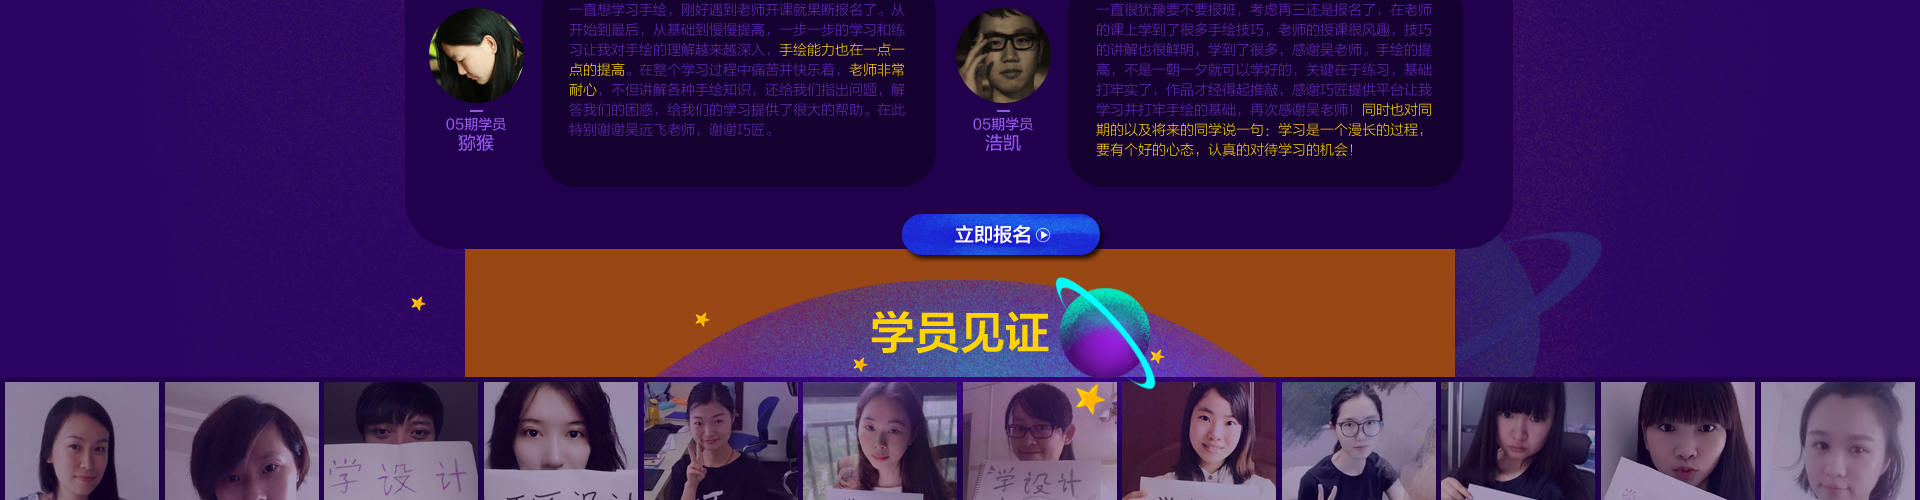 一直想学习手绘，刚好遇到老师开课就果断报名了。从
开始到最后，从基础到慢慢提高，一步一步的学习和练
习让我对手绘的理解越来越深入，手绘能力也在一点一
点的提高。在整个学习过程中痛苦并快乐着，老师非常
耐心，不但讲解各种手绘知识，还给我们指出问题，解
答我们的困惑，给我们的学习提供了很大的帮助。在此
特别谢谢吴远飞老师，谢谢巧匠。
05期学员
猕猴
一直很犹豫要不要报班，考虑再三还是报名了，在老师
的课上学到了很多手绘技巧，老师的授课很风趣，技巧
的讲解也很鲜明，学到了很多，感谢吴老师。手绘的提
高，不是一朝一夕就可以学好的，关键在于练习，基础
打牢实了，作品才经得起推敲，感谢巧匠提供平台让我
学习并打牢手绘的基础，再次感谢吴老师！同时也对同
期的以及将来的同学说一句：学习是一个漫长的过程，
要有个好的心态，认真的对待学习的机会！
05期学员
浩凯
立即报名
学员见证
学设计
学设计